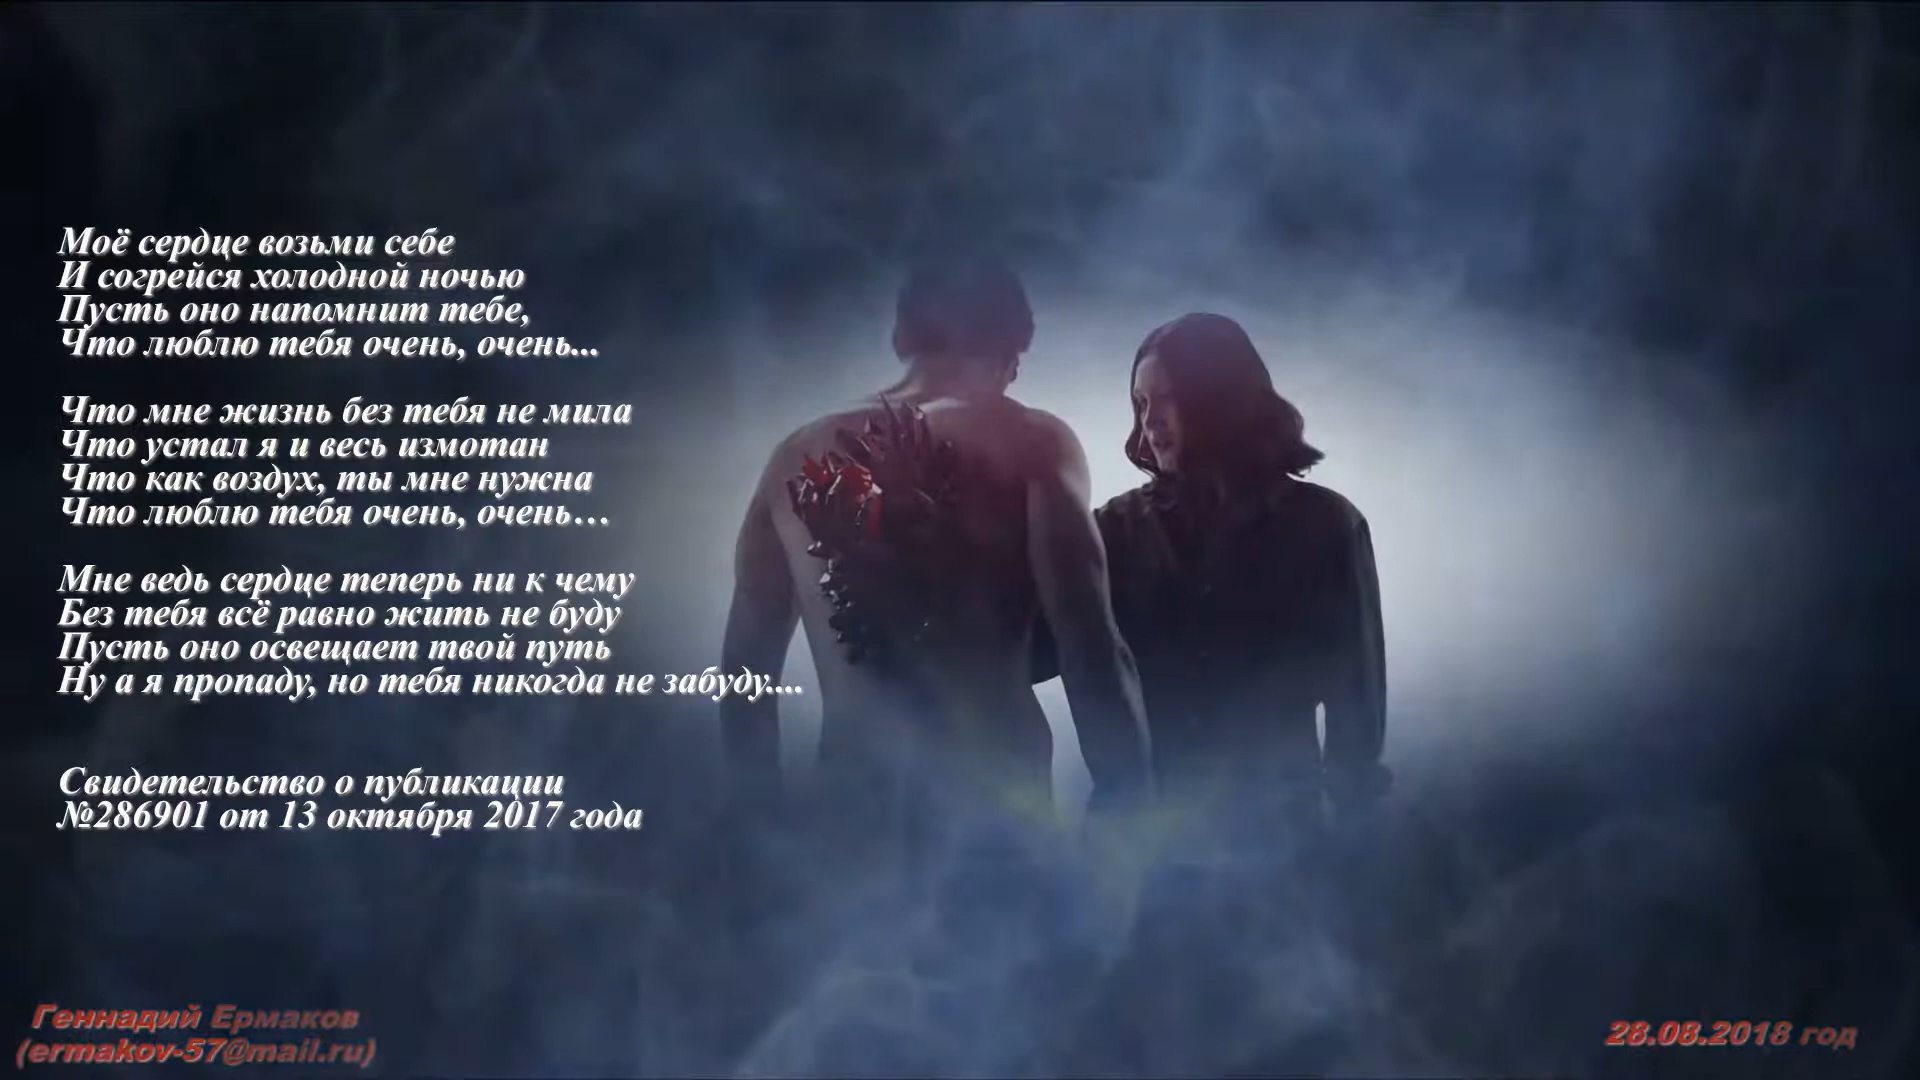 Моё сердце возьми себе
И согрейся холодной ночью
Пусть оно напомнит тебе,
Что люблю тебя очень, очень...
Что мне жизнь без тебя не мила
Что устал я и весь измотан
Что как воздух, ты мне нужна
Что люблю тебя очень, очень…
Мне ведь сердце теперь ни к чему
Без тебя всё равно жить не буду
Пусть оно освещает твой путь
Ну а я пропаду, но тебя никогда не забуду....
Свидетельство о публикации
№286901 от 13 октября 2017 года
Геннадий Ермаков
(ermakov-57@mail.ru)
28.08.2018 год